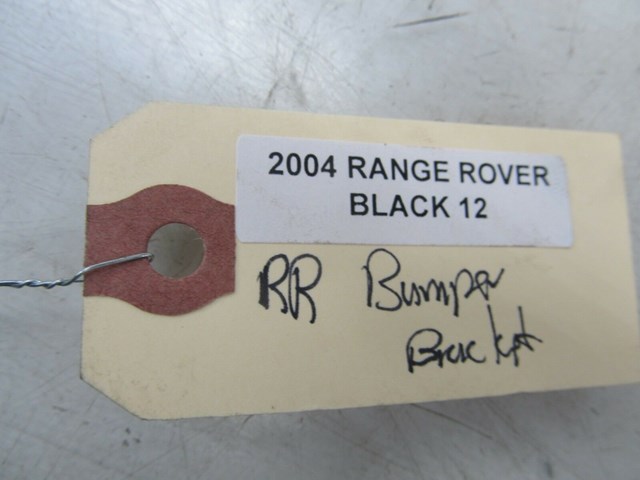 2004 RANGE ROVER
BLACK 12
RR Bumper
Bracket